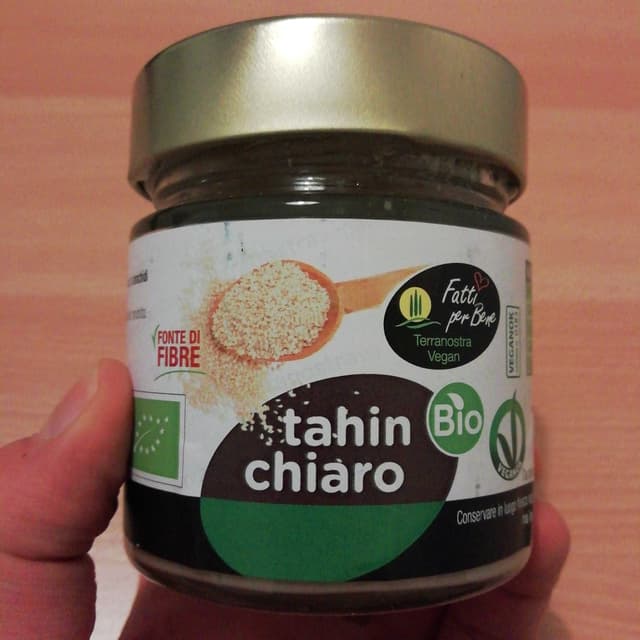 FONTE DI
FIBRE
Fatti
per Bene
Terranostra
Vegan
VEGANOK
tahin
chiaro
Bio
Conservare in luogo fresco